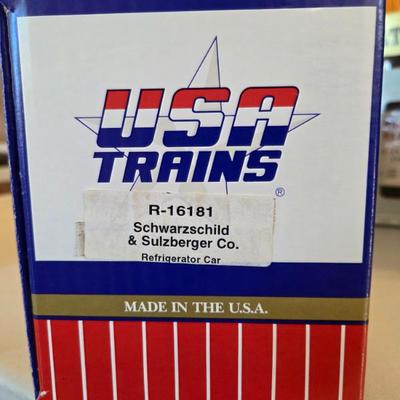 USA
TRAINS
®
R-16181
Schwarzschild
& Sulzberger Co.
Refrigerator Car
MADE IN THE U.S.A.